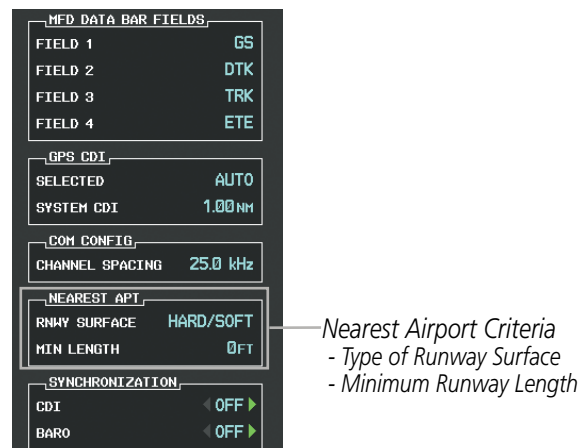 MFD DATA BAR FIELDS
FIELD 1 GS
FIELD 2 DTK
FIELD 3 TRK
FIELD 4 ETE
GPS CDI
SELECTED AUTO
SYSTEM CDI 1.00NM
COM CONFIG
CHANNEL SPACING 25.0 kHz
NEAREST APT
RNWY SURFACE HARD/SOFT
MIN LENGTH 0FT
Nearest Airport Criteria
- Type of Runway Surface
- Minimum Runway Length
SYNCHRONIZATION
CDI OFF
BARO OFF